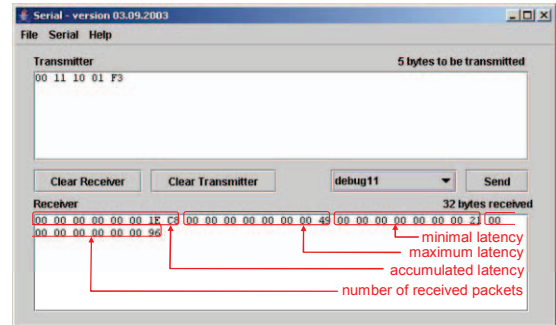 Serial - version 03.09.2003
File Serial Help
Transmitter 5 bytes to be transmitted
00 11 10 01 F3
Clear Receiver Clear Transmitter debug11 Send
Receiver 32 bytes received
00 00 00 00 00 00 1E C8 00 00 00 00 00 00 00 49 00 00 00 00 00 00 00 21 00
00 00 00 00 00 00 96
minimal latency
maximum latency
accumulated latency
number of received packets